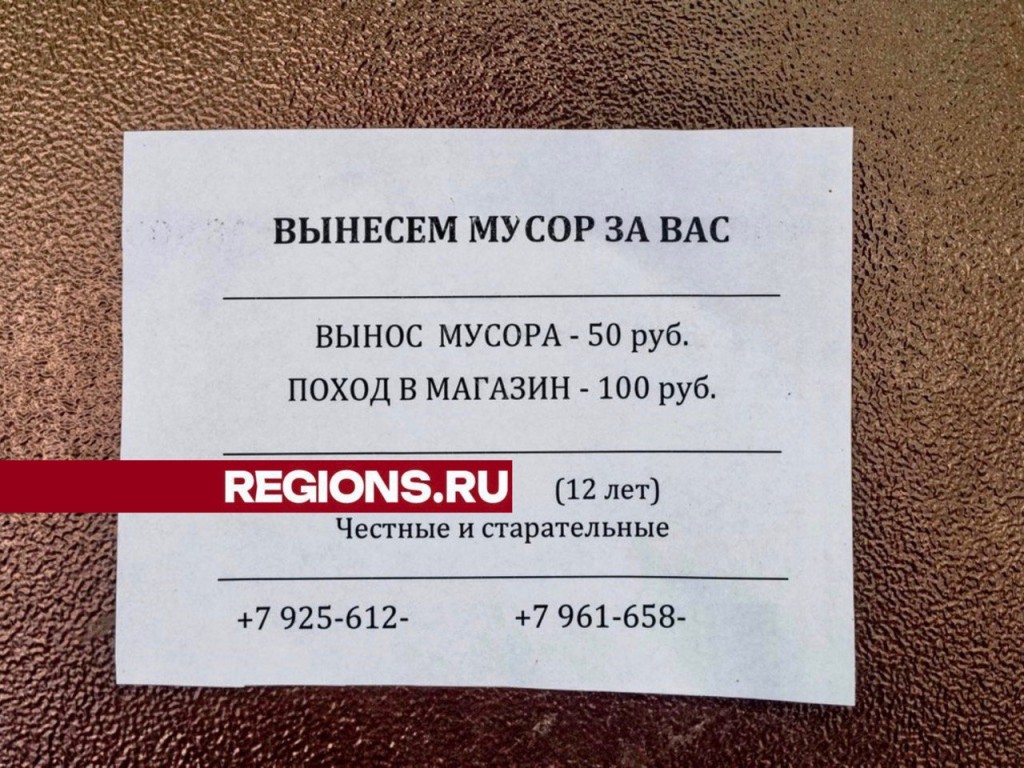 ВЫНЕСЕМ МУСОР ЗА ВАС
ВЫНОС МУСОРА - 50 руб.
ПОХОД В МАГАЗИН - 100 руб.
REGIONS.RU (12 лет)
Честные и старательные
+7 925-612- +7 961-658-